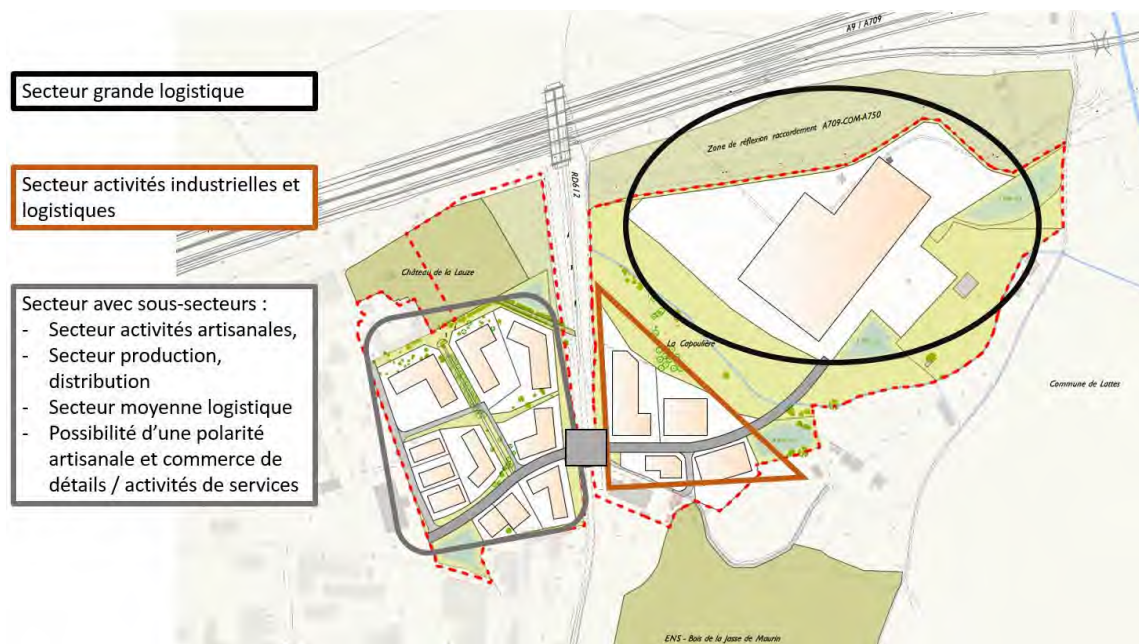 Secteur grande logistique
Secteur activités industrielles et
logistiques
Secteur avec sous-secteurs :
- Secteur activités artisanales,
- Secteur production,
distribution
- Secteur moyenne logistique
- Possibilité d'une polarité
artisanale et commerce de
détails / activités de services
A9 / A709
Zone de réflexion raccordement A709-COM-A750
RD612
Château de la Lauze
La Capoulière
Commune de Lattes
ENS - Bois de la Jasse de Maurin